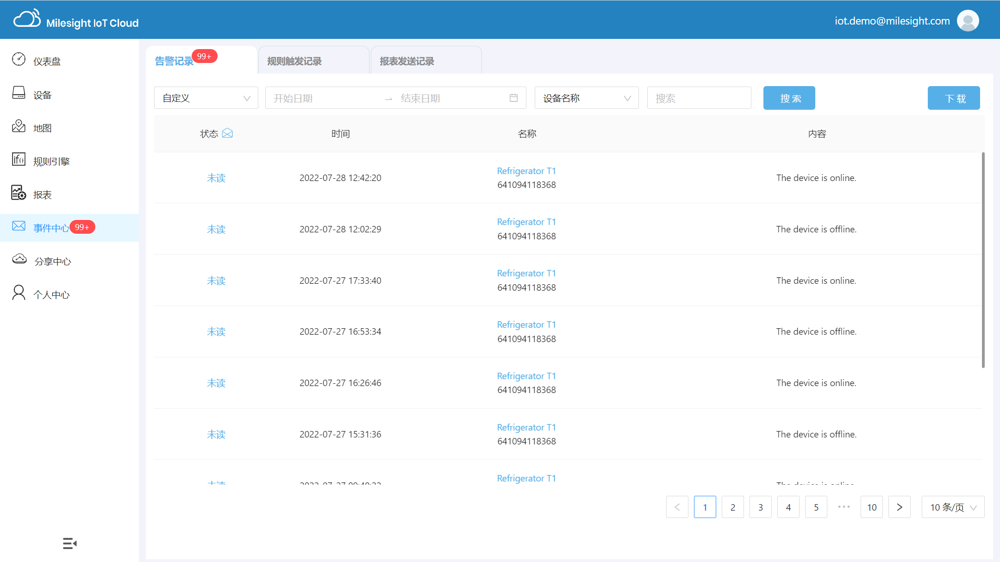 Milesight IoT Cloud
iot.demo@milesight.com
仪表盘
设备
地图
if()
规则引擎
报表
事件中心 99+
分享中心
个人中心
告警记录 99+
规则触发记录
报表发送记录
自定义
开始日期 → 结束日期
设备名称
搜索
搜 索
下 载
状态 时间 名称 内容
未读 2022-07-28 12:42:20 Refrigerator T1 The device is online.
641094118368
未读 2022-07-28 12:02:29 Refrigerator T1 The device is offline.
641094118368
未读 2022-07-27 17:33:40 Refrigerator T1 The device is online.
641094118368
未读 2022-07-27 16:53:34 Refrigerator T1 The device is offline.
641094118368
未读 2022-07-27 16:26:46 Refrigerator T1 The device is online.
641094118368
未读 2022-07-27 15:31:36 Refrigerator T1 The device is offline.
641094118368
Refrigerator T1
< 1 2 3 4 5 ••• 10 > 10 条/页